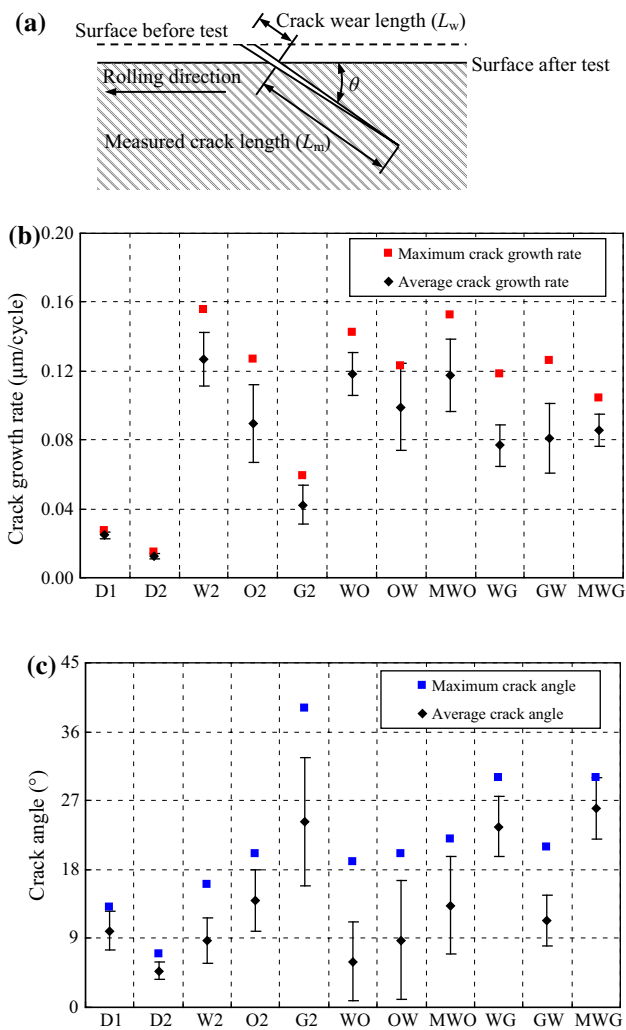 (a)
Crack wear length (Lw)
Surface before test
Surface after test
Rolling direction
θ
Measured crack length (Lm)
(b)
Crack growth rate (μm/cycle)
0.20
0.16
0.12
0.08
0.04
0.00
Maximum crack growth rate
Average crack growth rate
D1 D2 W2 O2 G2 WO OW MWO WG GW MWG
(c)
Crack angle (°)
45
36
27
18
9
0
Maximum crack angle
Average crack angle
D1 D2 W2 O2 G2 WO OW MWO WG GW MWG